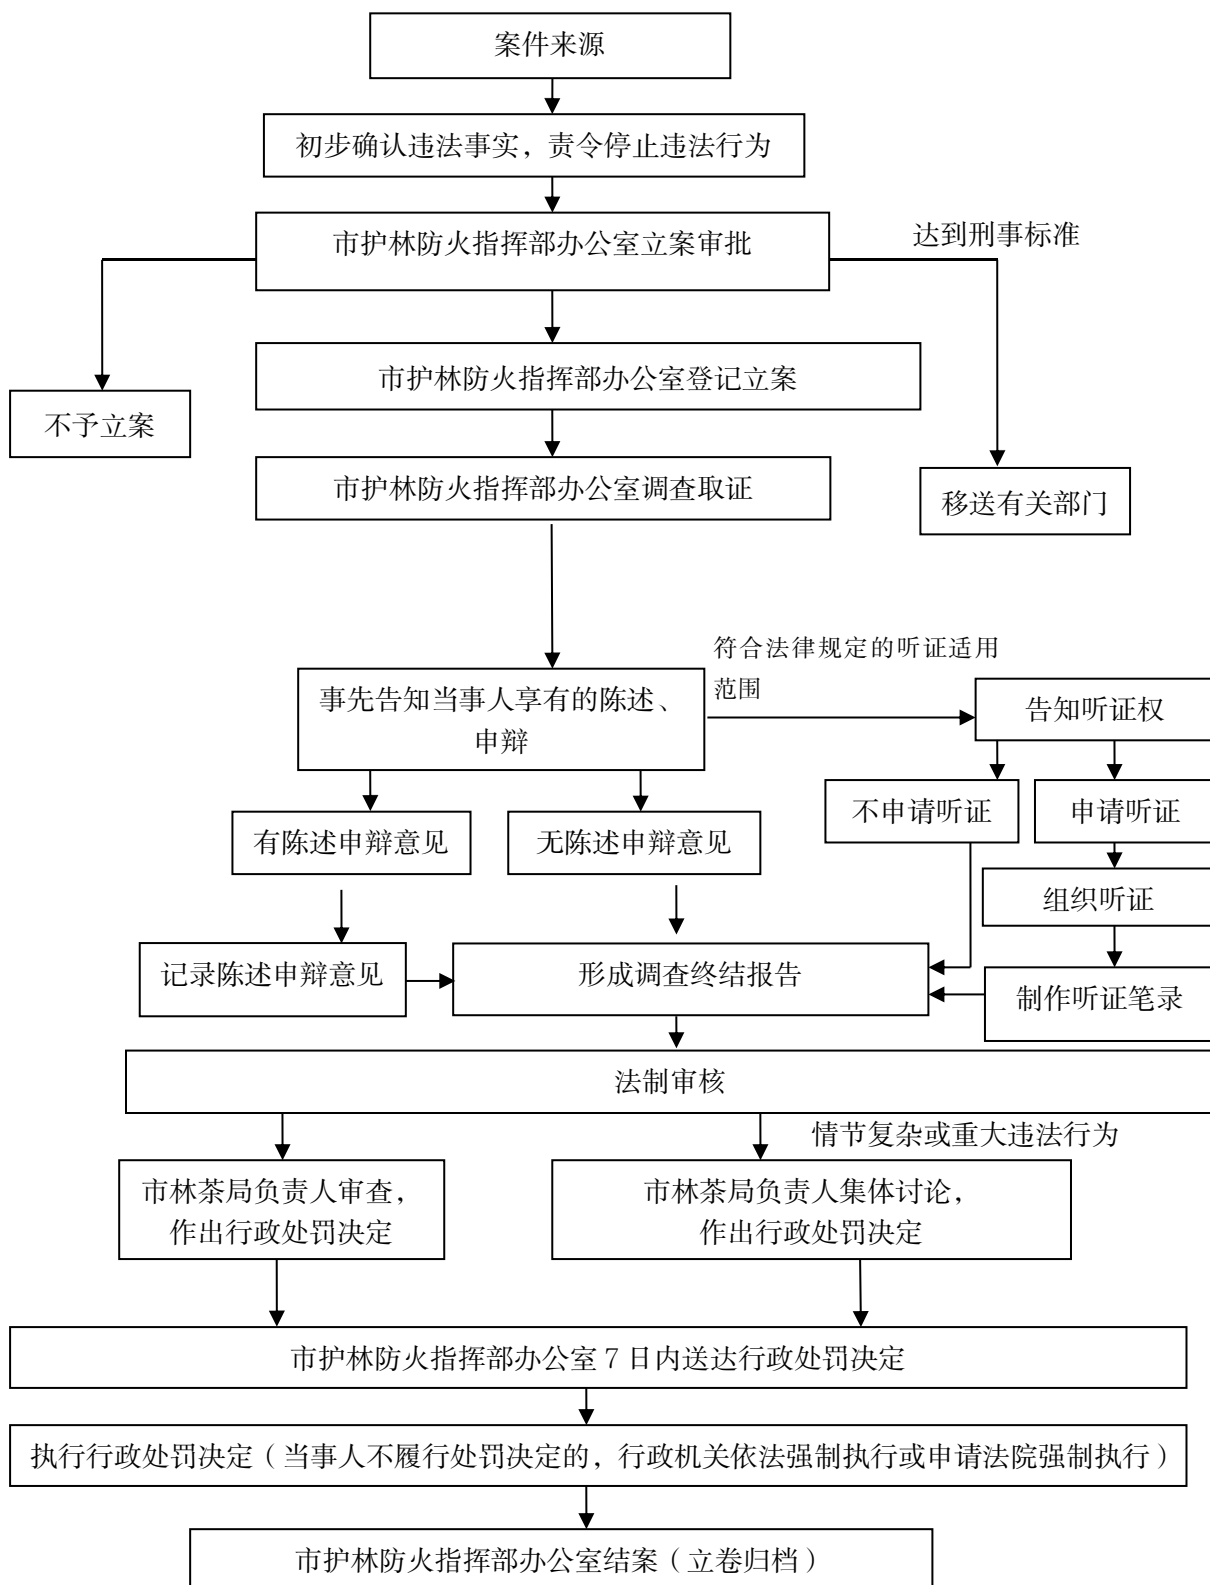 案件来源
初步确认违法事实，责令停止违法行为
市护林防火指挥部办公室立案审批
达到刑事标准
市护林防火指挥部办公室登记立案
不予立案
市护林防火指挥部办公室调查取证
移送有关部门
符合法律规定的听证适用
范围
事先告知当事人享有的陈述、
申辩
告知听证权
不申请听证
申请听证
有陈述申辩意见
无陈述申辩意见
组织听证
记录陈述申辩意见
形成调查终结报告
制作听证笔录
法制审核
情节复杂或重大违法行为
市林茶局负责人审查，
作出行政处罚决定
市林茶局负责人集体讨论，
作出行政处罚决定
市护林防火指挥部办公室 7 日内送达行政处罚决定
执行行政处罚决定（当事人不履行处罚决定的，行政机关依法强制执行或申请法院强制执行）
市护林防火指挥部办公室结案（立卷归档）